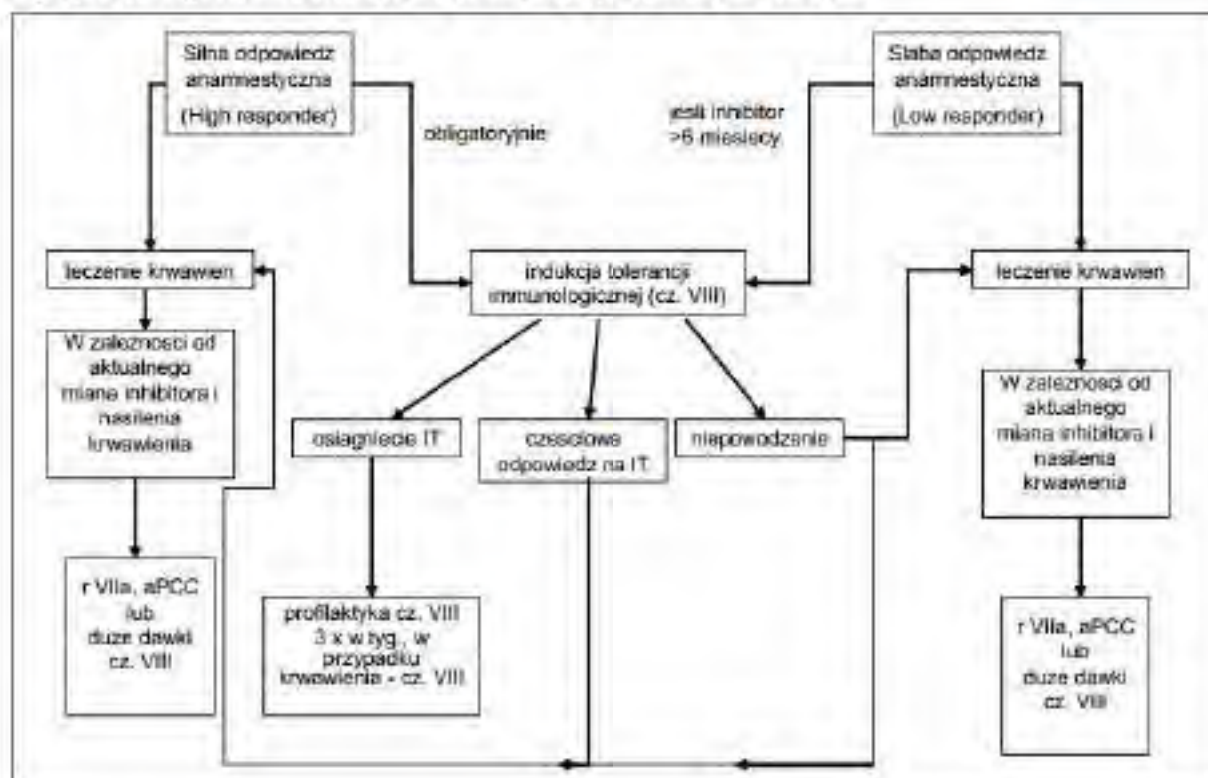 Silna odpowiedz
anamnestyczna
(High responder)
Slaba odpowiedz
anamnestyczna
(Low responder)
obligatoryjnie
jesli inhibitor
>6 miesiecy
leczenie krwawien
indukcja tolerancji
immunologicznej (cz. VIII)
leczenie krwawien
W zaleznosci od
aktualnego
miana inhibitora i
nasilenia
krwawienia
osiagniecie IT
czesciowe
odpowiedz na IT
niepowodzenie
W zaleznosci od
aktualnego
miana inhibitora i
nasilenia
krwawienia
r VIIa, aPCC
lub
duze dawki
cz. VIII
profilaktyka cz. VIII
3 x w tyg., w
przypadku
krwawienia - cz. VIII
r VIIa, aPCC
lub
duze dawki
cz. VIII